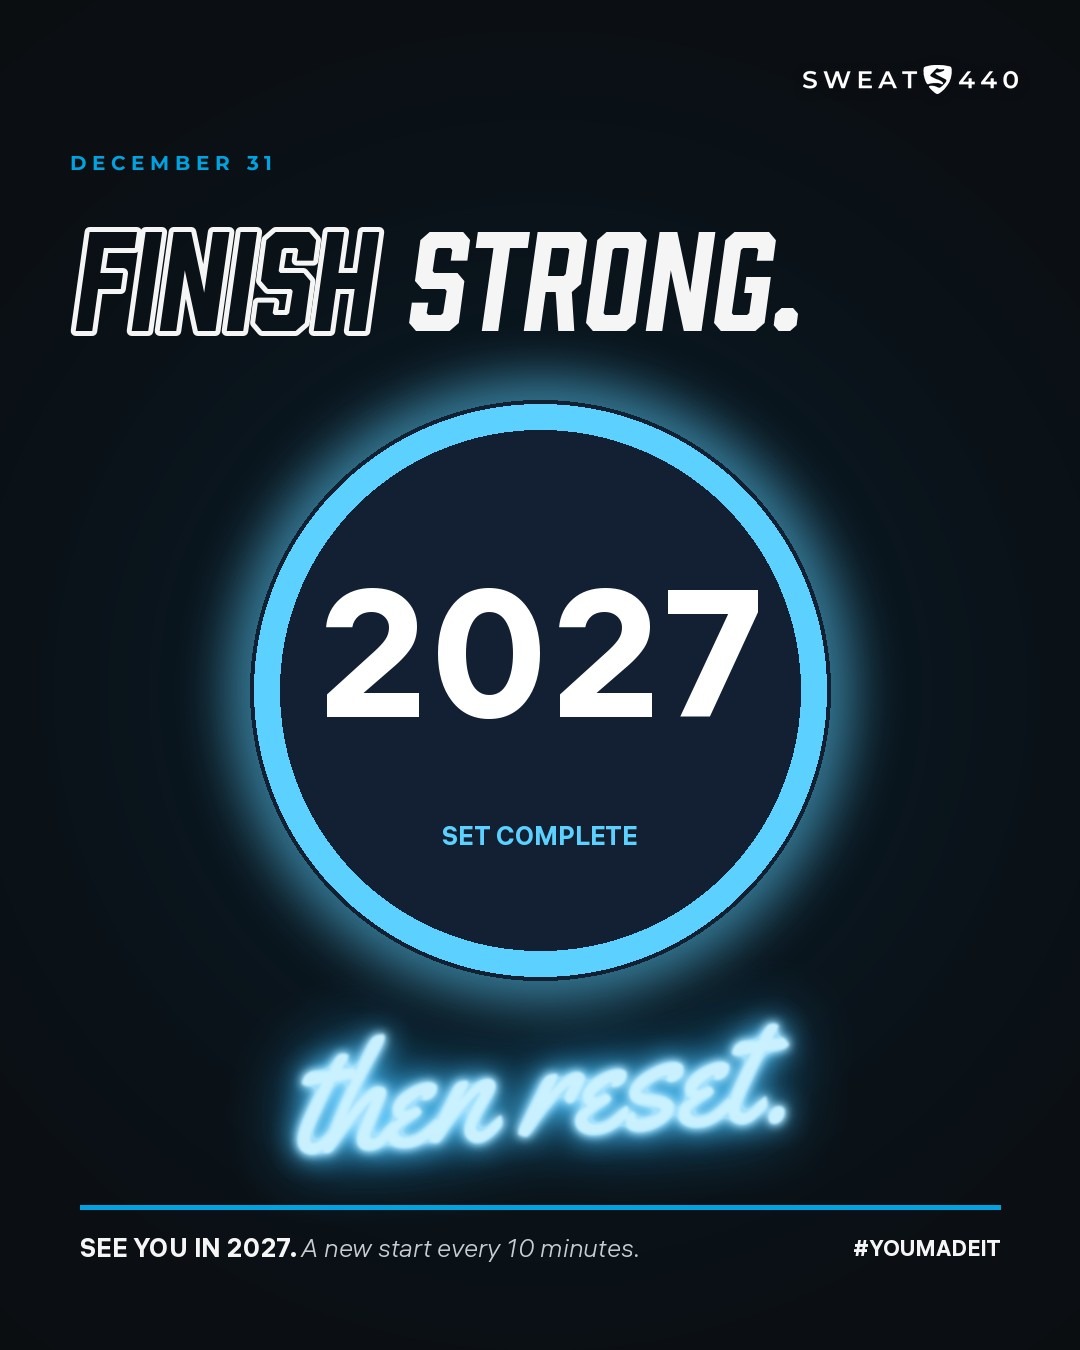 SWEAT 440
DECEMBER 31
FINISH STRONG.
2027
SET COMPLETE
then reset.
SEE YOU IN 2027. A new start every 10 minutes.
#YOUMADEIT